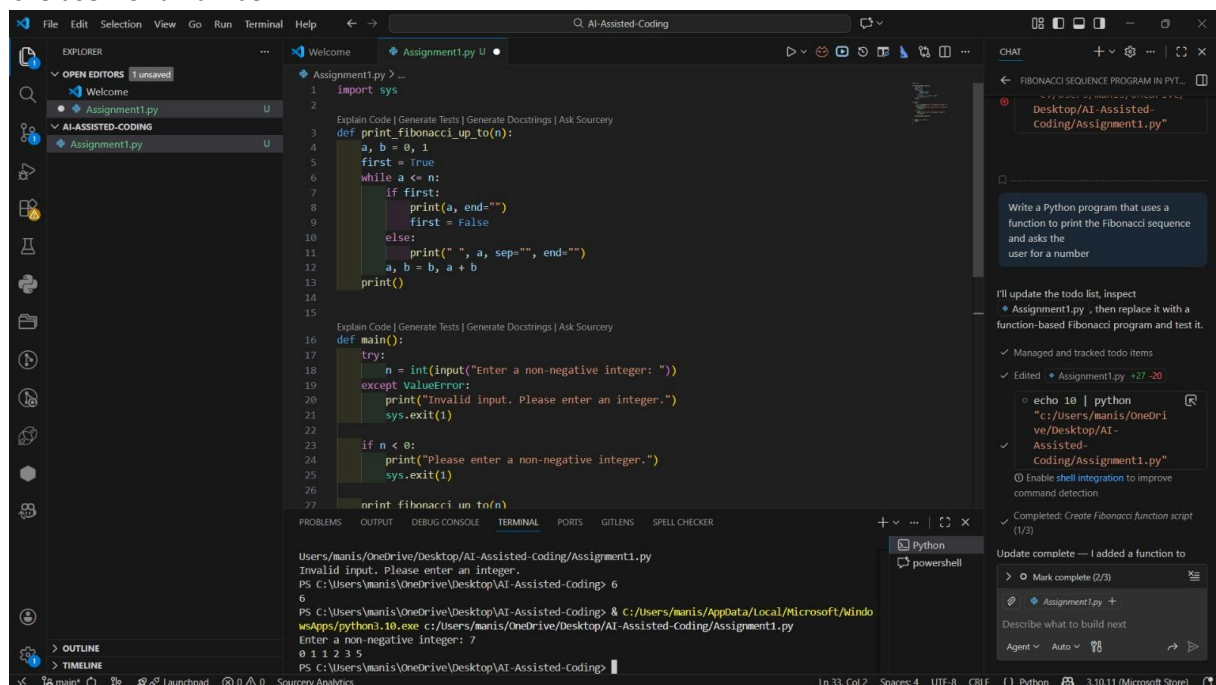 File Edit Selection View Go Run Terminal Help
AI-Assisted-Coding
EXPLORER
OPEN EDITORS 1 unsaved
Welcome
Assignment1.py U
AI-ASSISTED-CODING
Assignment1.py U
OUTLINE
TIMELINE
Welcome
Assignment1.py U
Assignment1.py > ...
1 import sys
2
Explain Code | Generate Tests | Generate Docstrings | Ask Sourcery
3 def print_fibonacci_up_to(n):
4 a, b = 0, 1
5 first = True
6 while a <= n:
7 if first:
8 print(a, end="")
9 first = False
10 else:
11 print(" ", a, sep="", end="")
12 a, b = b, a + b
13 print()
14
15
Explain Code | Generate Tests | Generate Docstrings | Ask Sourcery
16 def main():
17 try:
18 n = int(input("Enter a non-negative integer: "))
19 except ValueError:
20 print("Invalid input. Please enter an integer.")
21 sys.exit(1)
22
23 if n < 0:
24 print("Please enter a non-negative integer.")
25 sys.exit(1)
26
27 print_fibonacci_up_to(n)
PROBLEMS OUTPUT DEBUG CONSOLE TERMINAL PORTS GITLENS SPELL CHECKER
Users/manis/OneDrive/Desktop/AI-Assisted-Coding/Assignment1.py
Invalid input. Please enter an integer.
PS C:\Users\manis\OneDrive\Desktop\AI-Assisted-Coding> 6
6
PS C:\Users\manis\OneDrive\Desktop\AI-Assisted-Coding> & C:/Users/manis/AppData/Local/Microsoft/Windo
wsApps/python3.10.exe c:/Users/manis/OneDrive/Desktop/AI-Assisted-Coding/Assignment1.py
Enter a non-negative integer: 7
0 1 1 2 3 5
PS C:\Users\manis\OneDrive\Desktop\AI-Assisted-Coding>
Python
powershell
CHAT
FIBONACCI SEQUENCE PROGRAM IN PYT...
Desktop/AI-Assisted-
Coding/Assignment1.py"
Write a Python program that uses a
function to print the Fibonacci sequence
and asks the
user for a number
I'll update the todo list, inspect
Assignment1.py , then replace it with a
function-based Fibonacci program and test it.
Managed and tracked todo items
Edited Assignment1.py +27 -20
echo 10 | python
"c:/Users/manis/OneDri
ve/Desktop/AI-
Assisted-
Coding/Assignment1.py"
Enable shell integration to improve
command detection
Completed: Create Fibonacci function script
(1/3)
Update complete — I added a function to
Mark complete (2/3)
Assignment1.py
Describe what to build next
Agent Auto
main* Launchpad 0 0 Sourcery Analytics
Ln 33, Col 2 Spaces: 4 UTF-8 CRLF { } Python 3.10.11 (Microsoft Store)